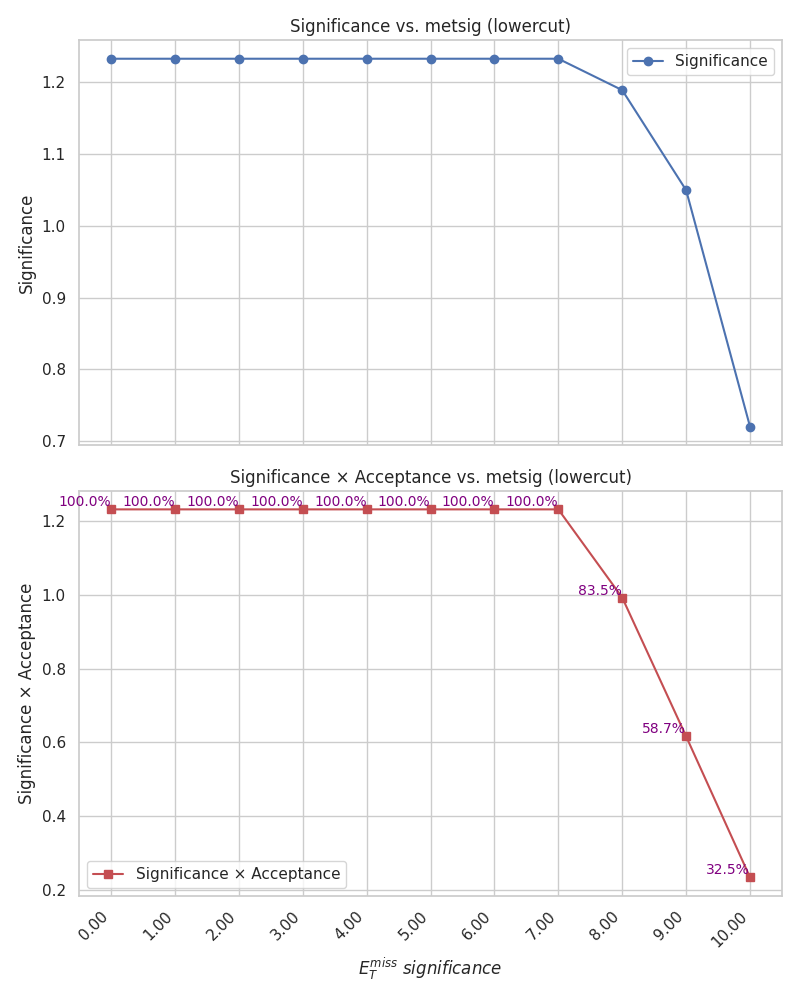 Significance vs. metsig (lowercut)
Significance
1.2
1.1
1.0
0.9
0.8
0.7
Significance
Significance × Acceptance vs. metsig (lowercut)
100.0% 100.0% 100.0% 100.0% 100.0% 100.0% 100.0% 100.0%
83.5%
58.7%
32.5%
1.2
1.0
0.8
0.6
0.4
0.2
Significance × Acceptance
Significance × Acceptance
0.00 1.00 2.00 3.00 4.00 5.00 6.00 7.00 8.00 9.00 10.00
$E_T^{miss}$ significance